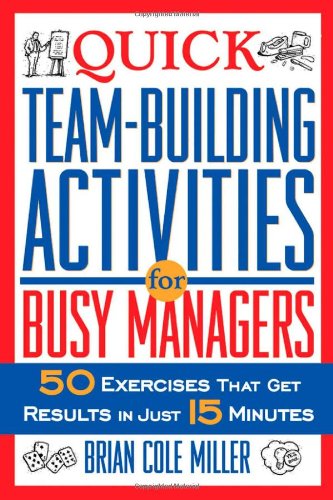 QUICK
TEAM-BUILDING
ACTIVITIES
for
BUSY MANAGERS
50 EXERCISES THAT GET
RESULTS IN JUST 15 MINUTES
BRIAN COLE MILLER